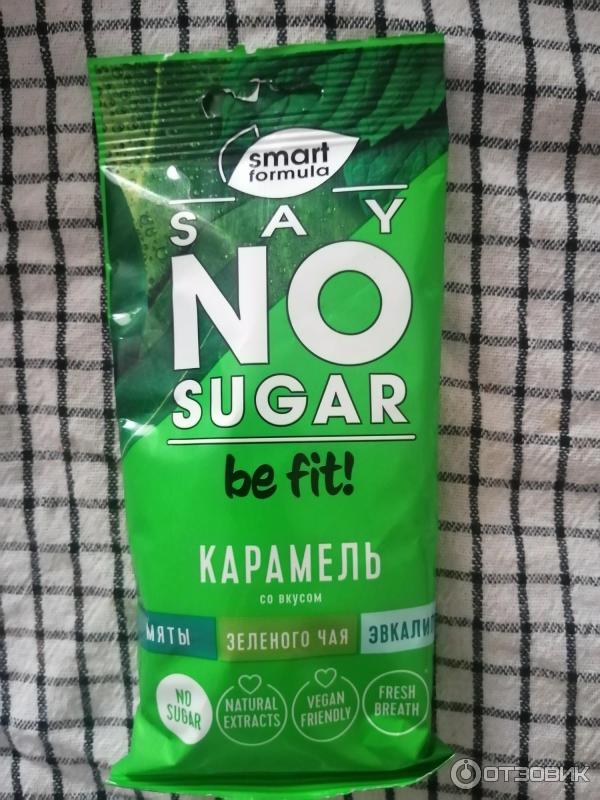 smart
formula
SAY
NO
SUGAR
be fit!
КАРАМЕЛЬ
со вкусом
МЯТЫ ЗЕЛЕНОГО ЧАЯ ЭВКАЛИП
NO
SUGAR
NATURAL
EXTRACTS
VEGAN
FRIENDLY
FRESH
BREATH
ОТЗОВИК